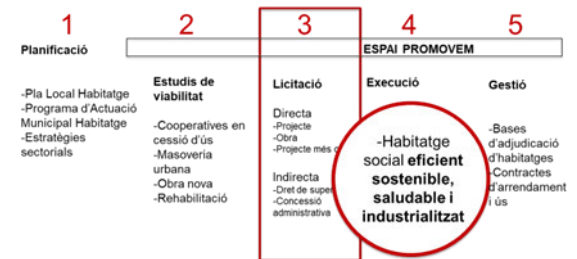 1
Planificació
-Pla Local Habitatge
-Programa d'Actuació
Municipal Habitatge
-Estratègies
sectorials
ESPAI PROMOVEM
2
Estudis de
viabilitat
-Cooperatives en
cessió d'ús
-Masoveria
urbana
-Obra nova
-Rehabilitació
3
Licitació
Directa
-Projecte
-Obra
-Projecte més
Indirecta
-Dret de
-Concessió
administrativa
4
Execució
-Habitatge
social eficient
sostenible,
saludable i
industrialitzat
5
Gestió
-Bases
d'adjudicació
d'habitatges
-Contractes
d'arrendament
i ús